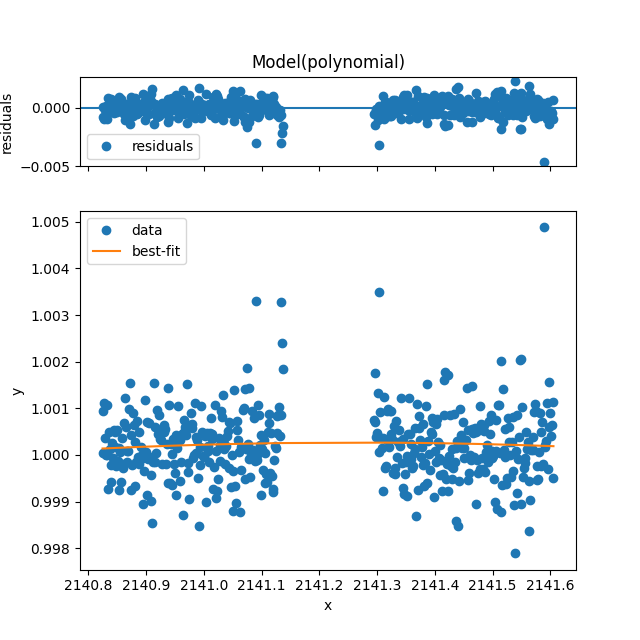 Model(polynomial)
residuals
0.000
−0.005
residuals
data
best-fit
y
1.005
1.004
1.003
1.002
1.001
1.000
0.999
0.998
2140.8 2140.9 2141.0 2141.1 2141.2 2141.3 2141.4 2141.5 2141.6
x